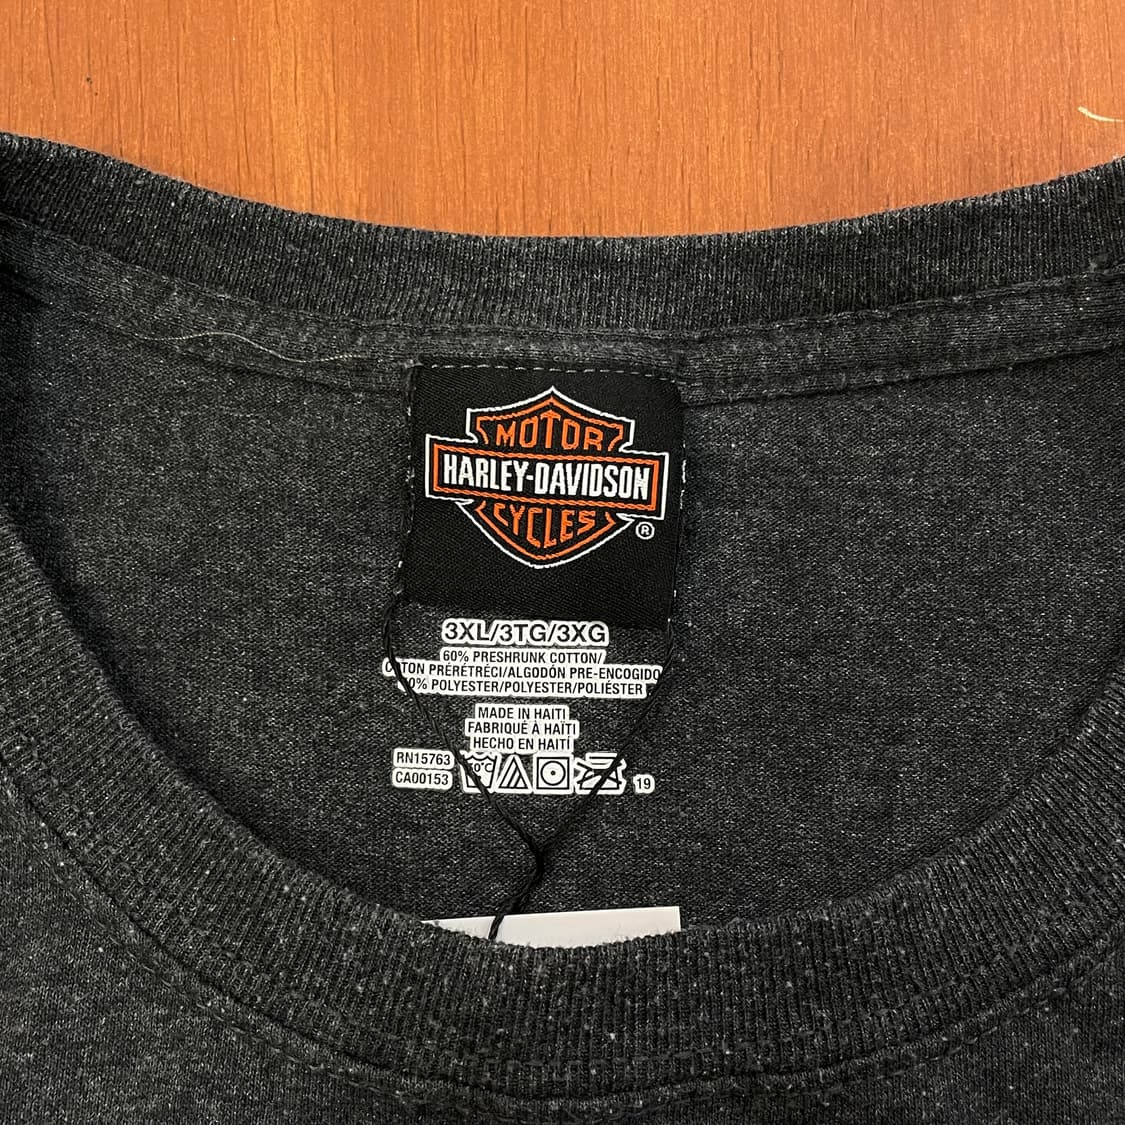 MOTOR
HARLEY-DAVIDSON
CYCLES
®
3XL/3TG/3XG
60% PRESHRUNK COTTON/
PRÉRÉTRÉCI/ALGODÓN PRE-ENCOGIDO
POLYESTER/POLYESTER/POLIÉSTER
MADE IN HAITI
FABRIQUÉ À HAÏTI
HECHO EN HAITÍ
RN15763
CA00153
19